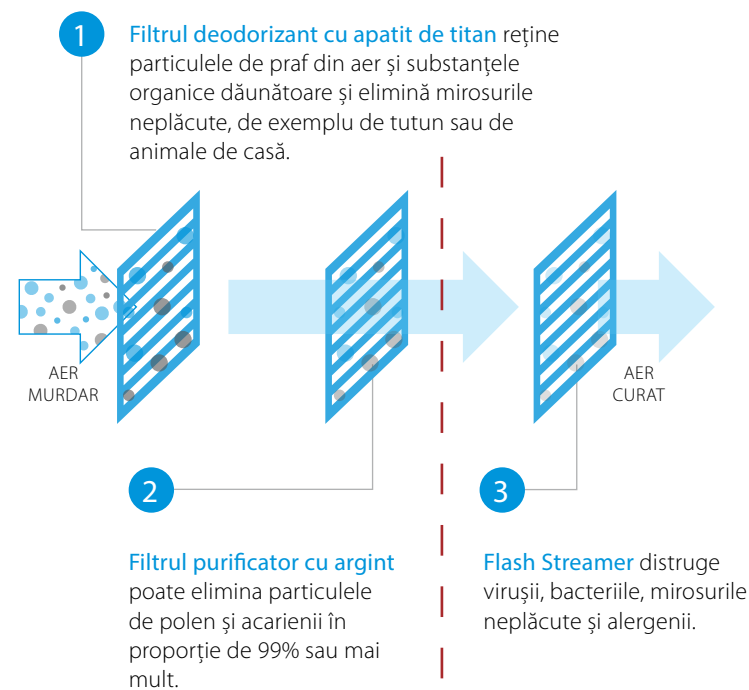 1
Filtrul deodorizant cu apatit de titan reține
particulele de praf din aer și substanțele
organice dăunătoare și elimină mirosurile
neplăcute, de exemplu de tutun sau de
animale de casă.
AER
MURDAR
AER
CURAT
2
Filtrul purificator cu argint
poate elimina particulele
de polen și acarienii în
proporție de 99% sau mai
mult.
3
Flash Streamer distruge
virușii, bacteriile, mirosurile
neplăcute și alergenii.